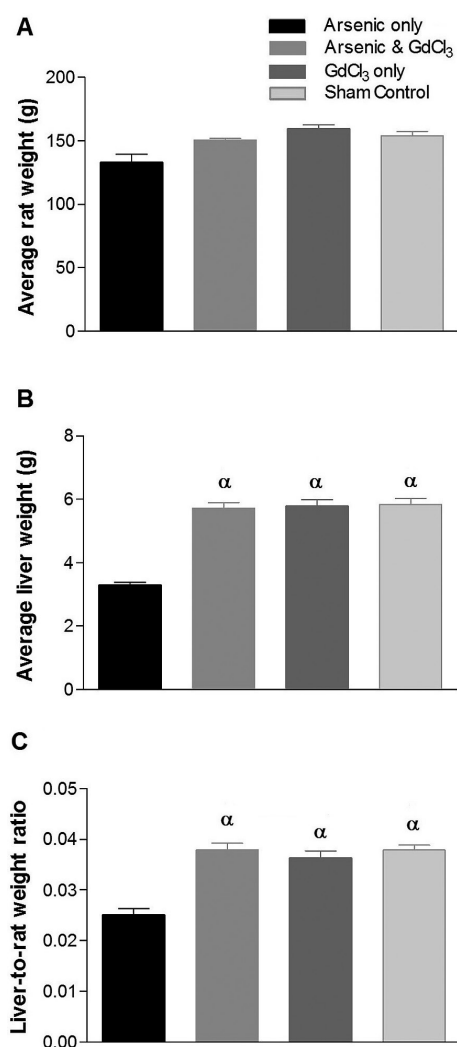 A
Arsenic only
Arsenic & GdCl₃
GdCl₃ only
Sham Control
Average rat weight (g)
200
150
100
50
0
B
Average liver weight (g)
8
6
4
2
0
α α α
C
Liver-to-rat weight ratio
0.05
0.04
0.03
0.02
0.01
0.00
α α α